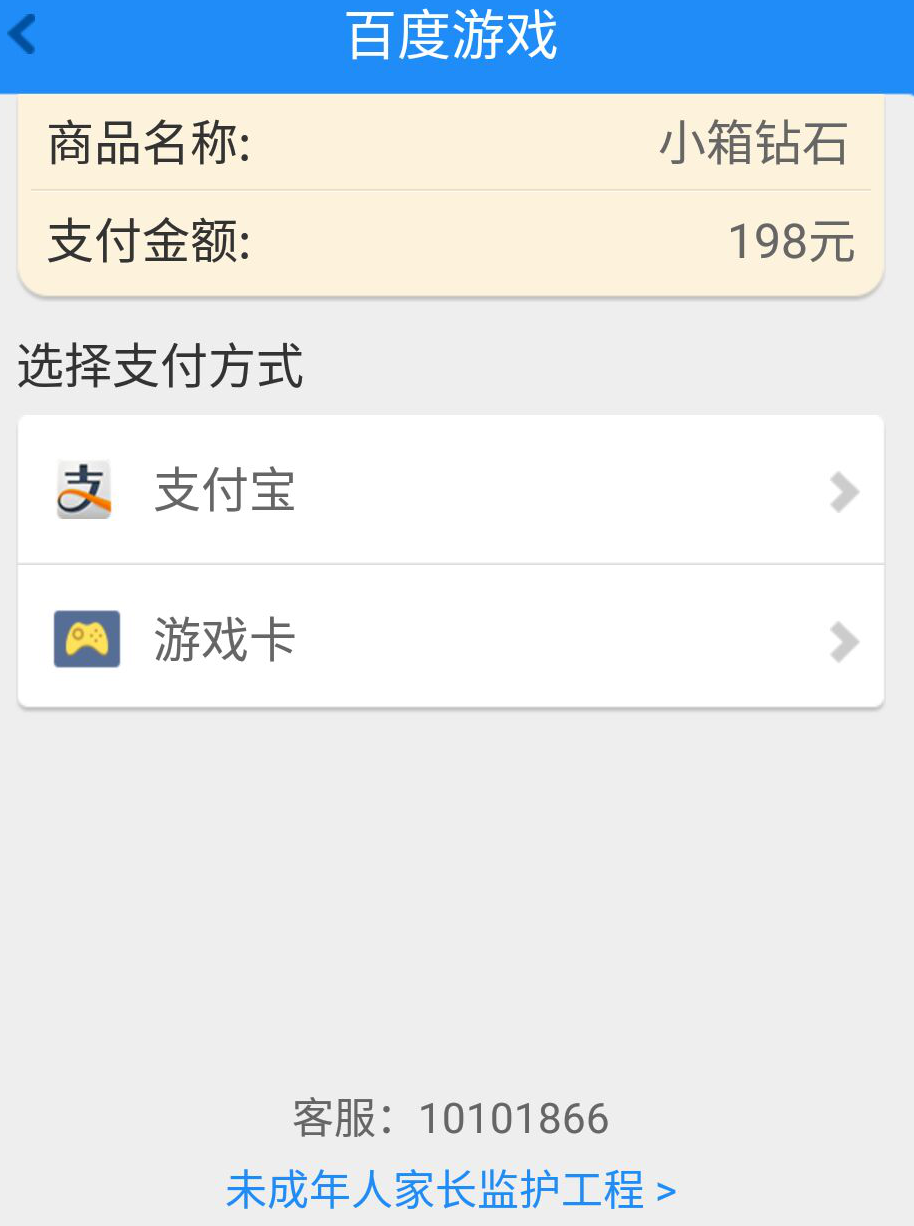 百度游戏
商品名称: 小箱钻石
支付金额: 198元
选择支付方式
支 支付宝
游戏卡
客服：10101866
未成年人家长监护工程 >